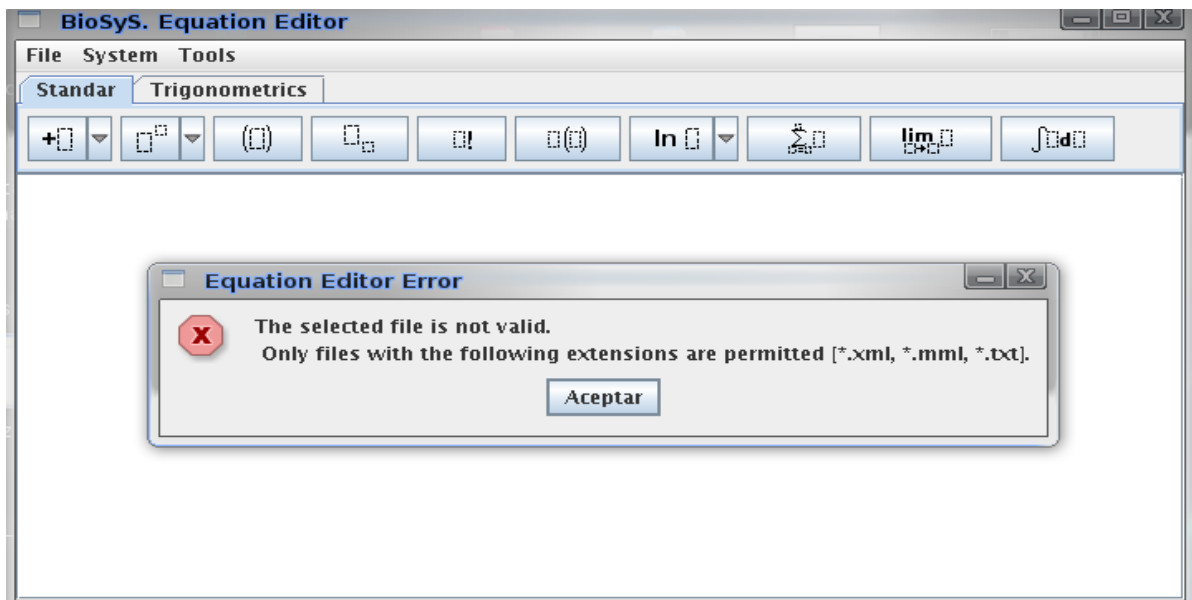 BioSyS. Equation Editor
File System Tools
Standar Trigonometrics
+ () ! () ln Σ n = lim → ∫ d
Equation Editor Error
The selected file is not valid.
Only files with the following extensions are permitted [*.xml, *.mml, *.txt].
Aceptar